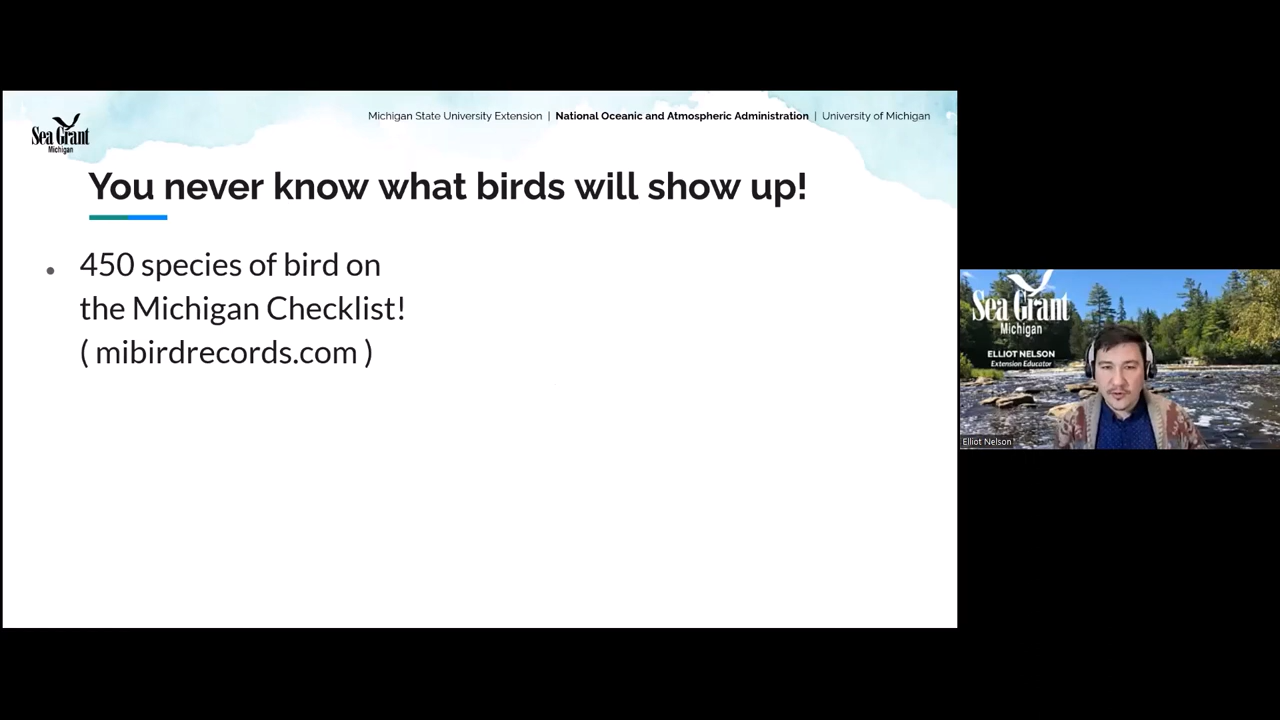 Sea Grant
Michigan
Michigan State University Extension | National Oceanic and Atmospheric Administration | University of Michigan
You never know what birds will show up!
• 450 species of bird on
the Michigan Checklist!
( mibirdrecords.com )
Sea Grant
Michigan
ELLIOT NELSON
Extension Educator
Elliot Nelson